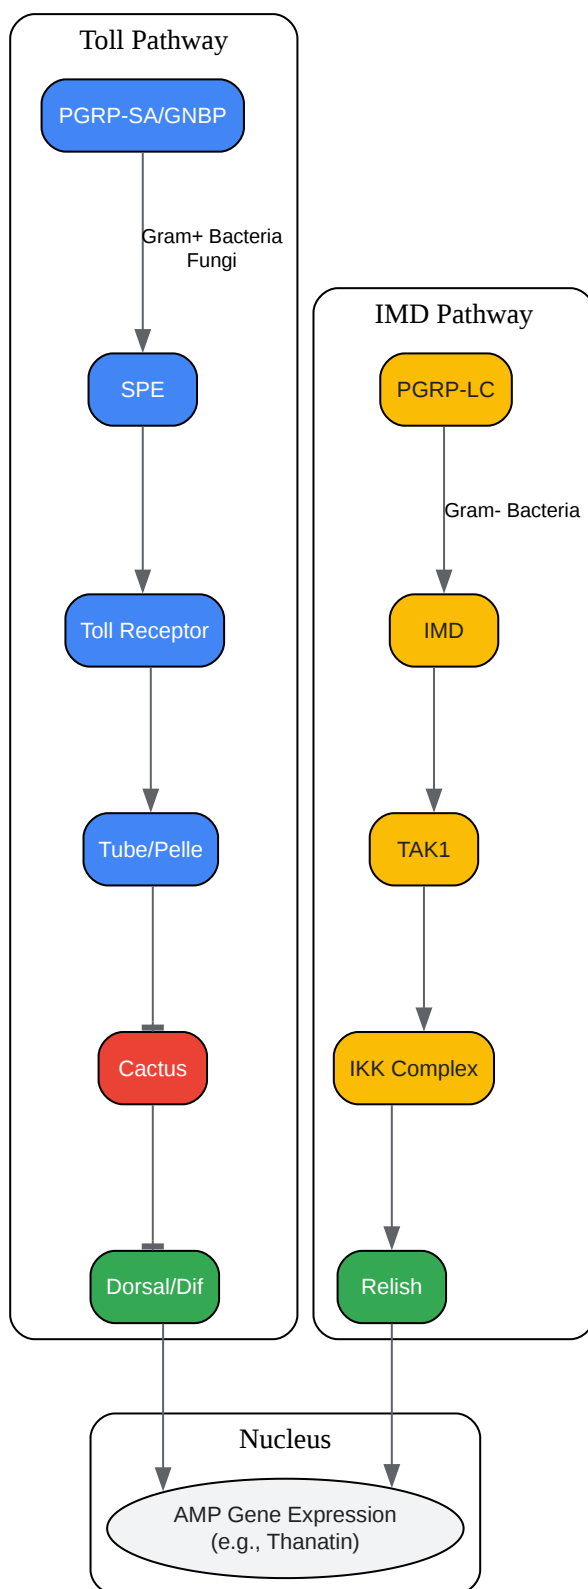 Toll Pathway
PGRP-SA/GNBP
Gram+ Bacteria
Fungi
SPE
Toll Receptor
Tube/Pelle
Cactus
Dorsal/Dif
IMD Pathway
PGRP-LC
Gram- Bacteria
IMD
TAK1
IKK Complex
Relish
Nucleus
AMP Gene Expression
(e.g., Thanatin)